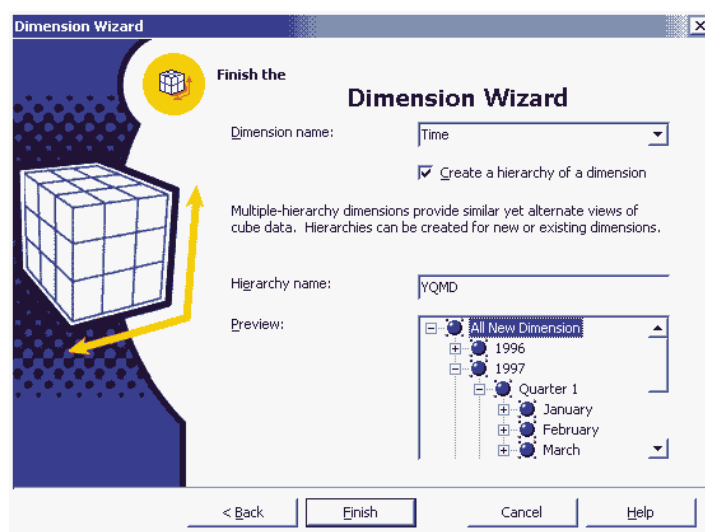 Dimension Wizard
Finish the
Dimension Wizard
Dimension name:
Time
Create a hierarchy of a dimension
Multiple-hierarchy dimensions provide similar yet alternate views of
cube data. Hierarchies can be created for new or existing dimensions.
Hierarchy name:
YQMD
Preview:
All New Dimension
1996
1997
Quarter 1
January
February
March
< Back
Finish
Cancel
Help